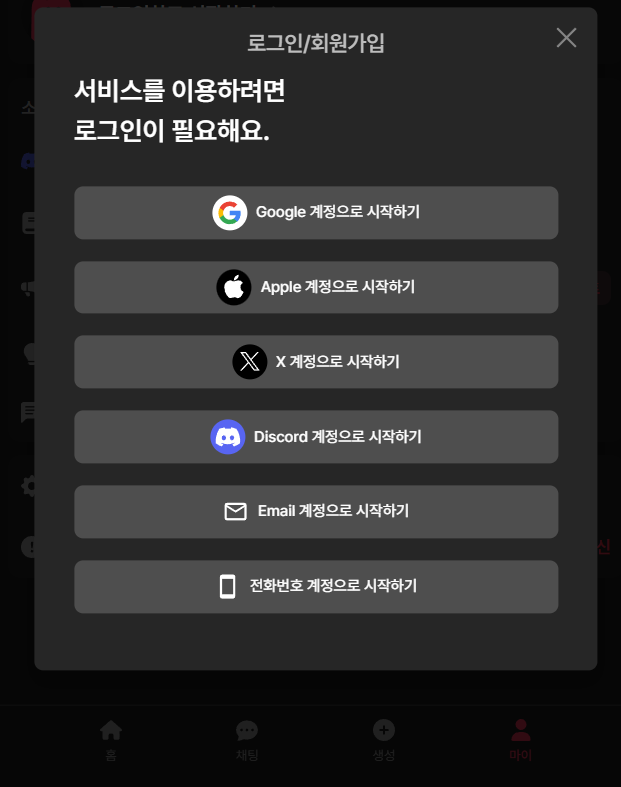 로그인/회원가입
서비스를 이용하려면
로그인이 필요해요.
Google 계정으로 시작하기
Apple 계정으로 시작하기
X 계정으로 시작하기
Discord 계정으로 시작하기
Email 계정으로 시작하기
전화번호 계정으로 시작하기
소
신
홈
채팅
생성
마이